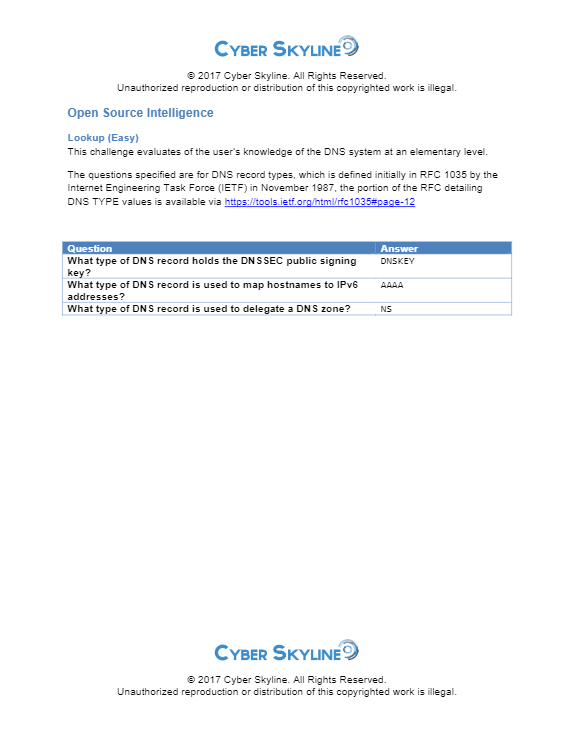 CYBER SKYLINE
© 2017 Cyber Skyline. All Rights Reserved.
Unauthorized reproduction or distribution of this copyrighted work is illegal.
Open Source Intelligence
Lookup (Easy)
This challenge evaluates of the user's knowledge of the DNS system at an elementary level.
The questions specified are for DNS record types, which is defined initially in RFC 1035 by the
Internet Engineering Task Force (IETF) in November 1987, the portion of the RFC detailing
DNS TYPE values is available via https://tools.ietf.org/html/rfc1035#page-12
Question Answer
What type of DNS record holds the DNSSEC public signing DNSKEY
key?
What type of DNS record is used to map hostnames to IPv6 AAAA
addresses?
What type of DNS record is used to delegate a DNS zone? NS
CYBER SKYLINE
© 2017 Cyber Skyline. All Rights Reserved.
Unauthorized reproduction or distribution of this copyrighted work is illegal.